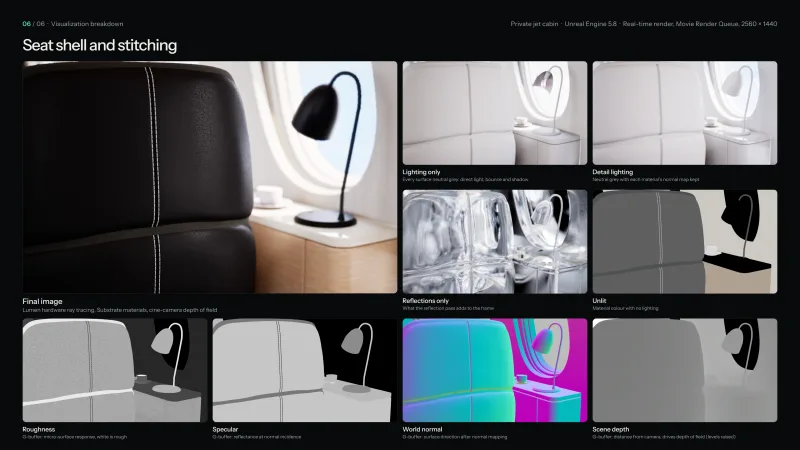 06 / 06 · Visualization breakdown
Private jet cabin · Unreal Engine 5.8 · Real-time render, Movie Render Queue, 2560 × 1440
Seat shell and stitching
Lighting only
Every surface neutral grey: direct light, bounce and shadow
Detail lighting
Neutral grey with each material's normal map kept
Final image
Lumen hardware ray tracing, Substrate materials, cine-camera depth of field
Reflections only
What the reflection pass adds to the frame
Unlit
Material colour with no lighting
Roughness
G-buffer: micro-surface response, white is rough
Specular
G-buffer: reflectance at normal incidence
World normal
G-buffer: surface direction after normal mapping
Scene depth
G-buffer: distance from camera, drives depth of field (levels raised)